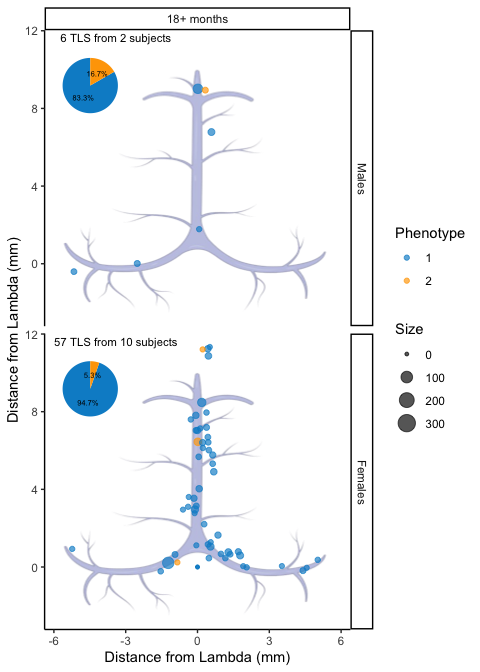 18+ months
6 TLS from 2 subjects
16.7%
83.3%
Males
12
8
4
0
57 TLS from 10 subjects
5.3%
94.7%
Females
12
8
4
0
Distance from Lambda (mm)
-6 -3 0 3 6
Distance from Lambda (mm)
Phenotype
1
2
Size
0
100
200
300